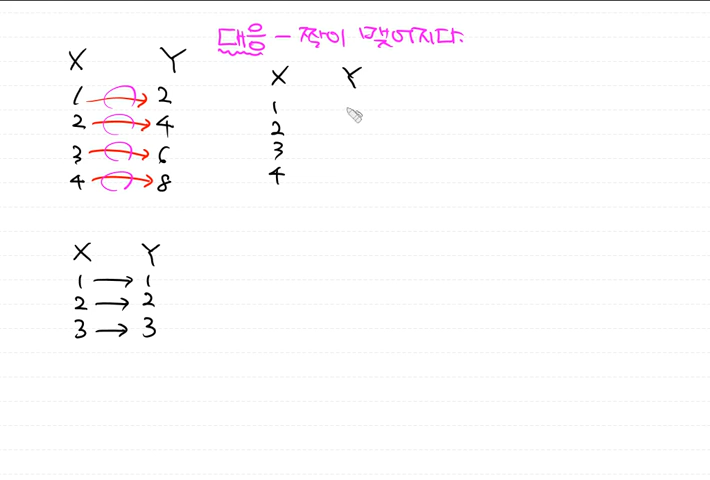 대응 - 짝이 맺어지다.
X Y
1 → 2
2 → 4
3 → 6
4 → 8
X Y
1
2
3
4
X Y
1 → 1
2 → 2
3 → 3